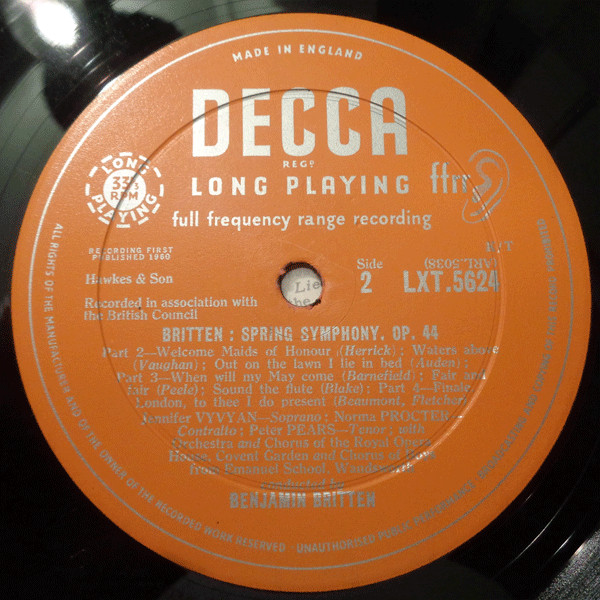 MADE IN ENGLAND
DECCA
REGD
LONG PLAYING ffrr
LONG PLAYING
33⅓
RPM
full frequency range recording
RECORDING FIRST
PUBLISHED 1960
Hawkes & Son
Side
2
(ARL.5038)
LXT.5624
Recorded in association with
the British Council
Lie
he
BRITTEN : SPRING SYMPHONY, OP. 44
Part 2—Welcome Maids of Honour (Herrick); Waters above
(Vaughan); Out on the lawn I lie in bed (Auden);
Part 3—When will my May come (Barnefield); Fair and
fair (Peele); Sound the flute (Blake); Part 4—Finale
London, to thee I do present (Beaumont, Fletcher)
Jennifer VYVYAN—Soprano; Norma PROCTER—
Contralto; Peter PEARS—Tenor; with
Orchestra and Chorus of the Royal Opera
House, Covent Garden and Chorus of Boys
from Emanuel School, Wandsworth
conducted by
BENJAMIN BRITTEN
ALL RIGHTS OF THE MANUFACTURER AND OF THE OWNER OF THE RECORDED WORK RESERVED · UNAUTHORISED PUBLIC PERFORMANCE